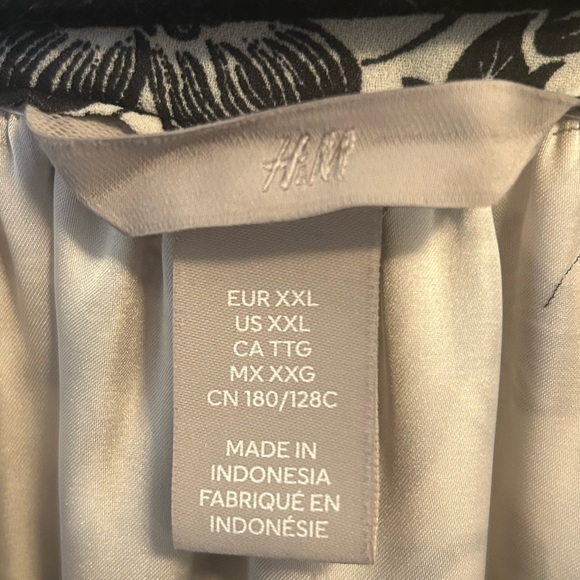 H&M
EUR XXL
US XXL
CA TTG
MX XXG
CN 180/128C
MADE IN
INDONESIA
FABRIQUÉ EN
INDONÉSIE